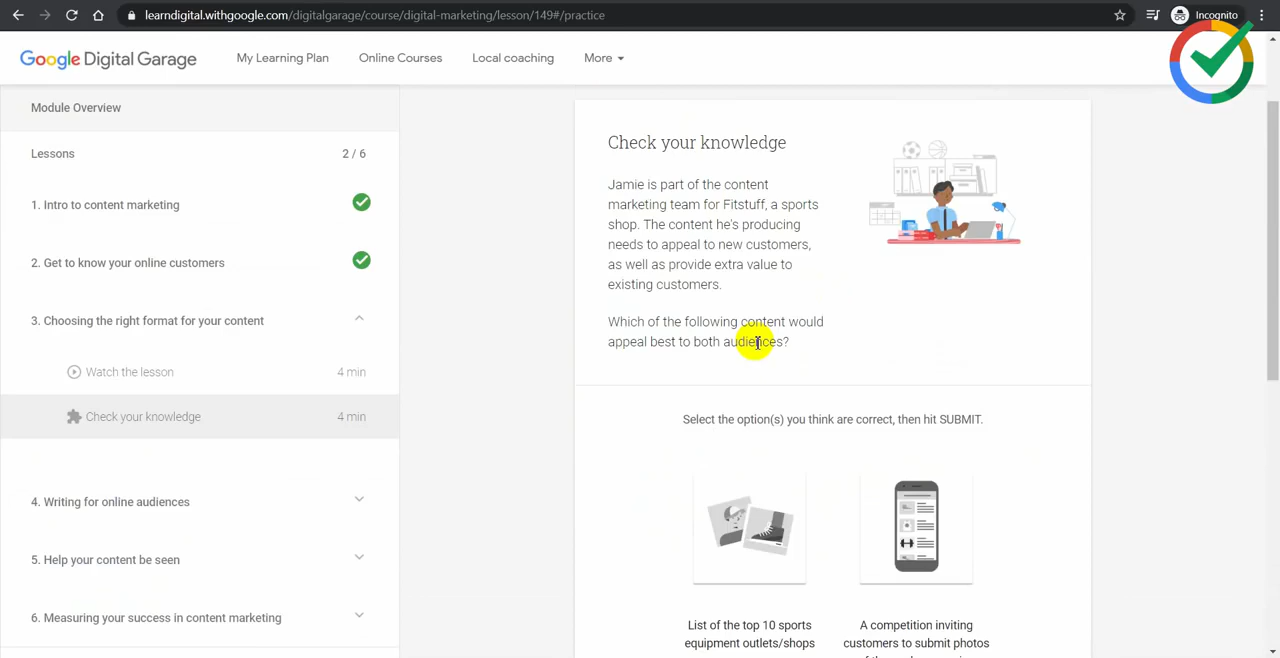 learndigital.withgoogle.com/digitalgarage/course/digital-marketing/lesson/149#/practice
Incognito
Google Digital Garage
My Learning Plan
Online Courses
Local coaching
More
Module Overview
Lessons
2 / 6
1. Intro to content marketing
2. Get to know your online customers
3. Choosing the right format for your content
Watch the lesson
4 min
Check your knowledge
4 min
4. Writing for online audiences
5. Help your content be seen
6. Measuring your success in content marketing
Check your knowledge
Jamie is part of the content
marketing team for Fitstuff, a sports
shop. The content he's producing
needs to appeal to new customers,
as well as provide extra value to
existing customers.
Which of the following content would
appeal best to both audiences?
Select the option(s) you think are correct, then hit SUBMIT.
List of the top 10 sports
equipment outlets/shops
A competition inviting
customers to submit photos